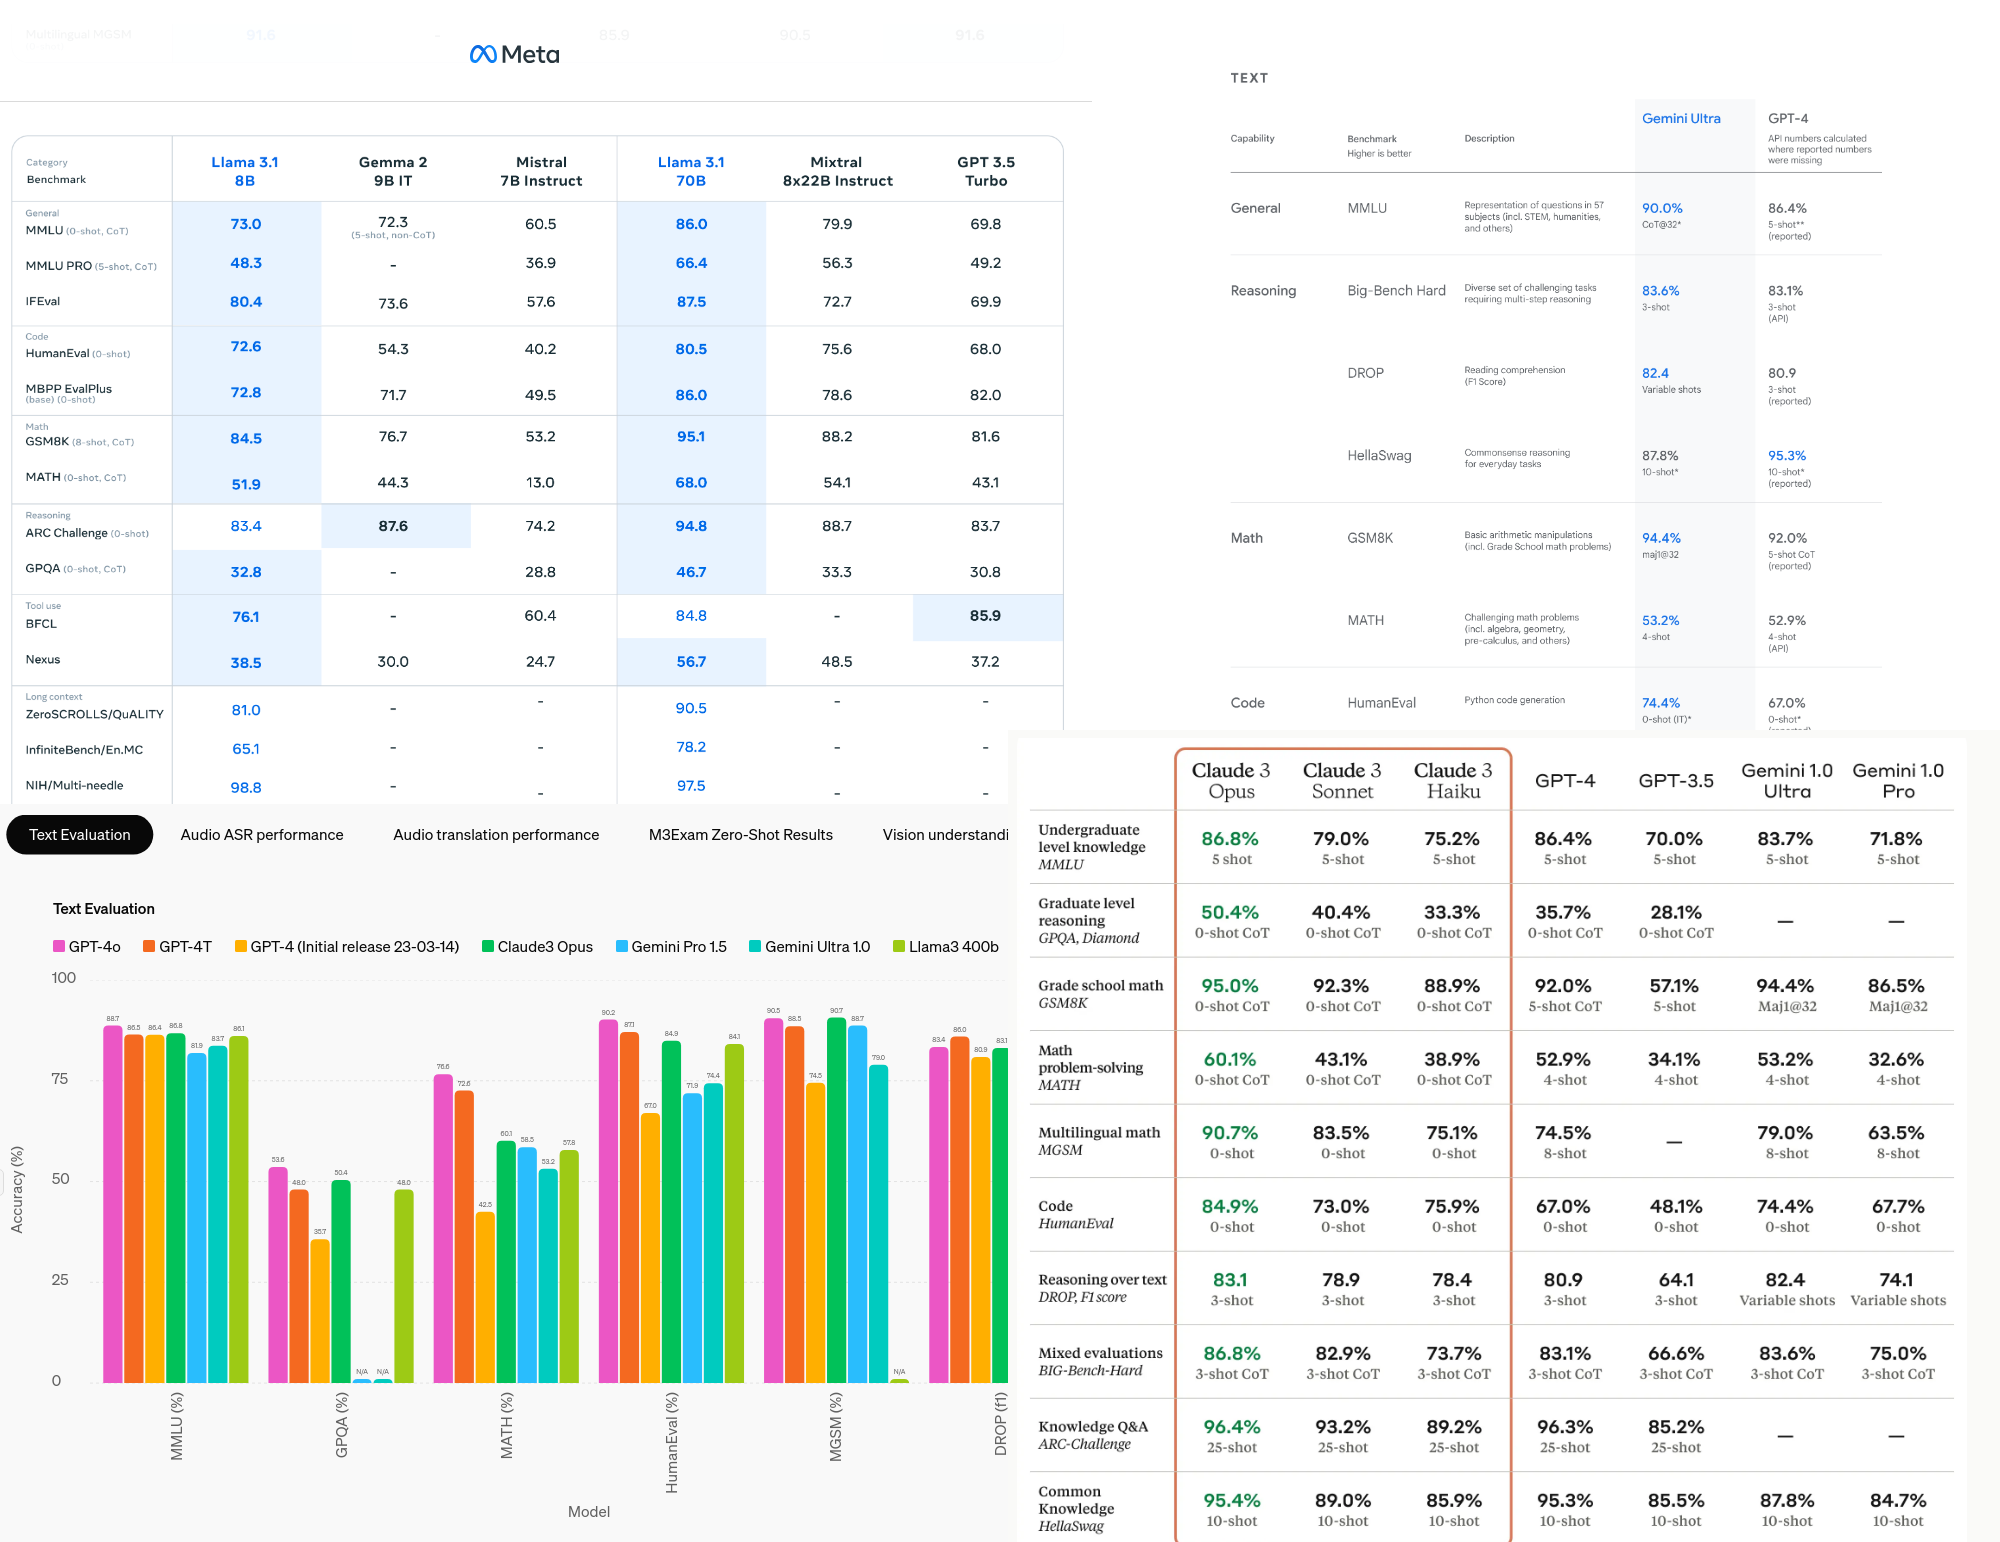 Multilingual MGSM 91.6 - 85.9 90.5 91.6
Meta
Category
Benchmark
Llama 3.1 8B
Gemma 2 9B IT
Mistral 7B Instruct
Llama 3.1 70B
Mixtral 8x22B Instruct
GPT 3.5 Turbo
General
MMLU (0-shot, CoT) 73.0 72.3 (5-shot, non-CoT) 60.5 86.0 79.9 69.8
MMLU PRO (5-shot, CoT) 48.3 - 36.9 66.4 56.3 49.2
IFEval 80.4 73.6 57.6 87.5 72.7 69.9
Code
HumanEval (0-shot) 72.6 54.3 40.2 80.5 75.6 68.0
MBPP EvalPlus (base) (0-shot) 72.8 71.7 49.5 86.0 78.6 82.0
Math
GSM8K (8-shot, CoT) 84.5 76.7 53.2 95.1 88.2 81.6
MATH (0-shot, CoT) 51.9 44.3 13.0 68.0 54.1 43.1
Reasoning
ARC Challenge (0-shot) 83.4 87.6 74.2 94.8 88.7 83.7
GPQA (0-shot, CoT) 32.8 - 28.8 46.7 33.3 30.8
Tool use
BFCL 76.1 - 60.4 84.8 - 85.9
Nexus 38.5 30.0 24.7 56.7 48.5 37.2
Long context
ZeroSCROLLS/QuALITY 81.0 - - 90.5 - -
InfiniteBench/En.MC 65.1 - - 78.2 - -
NIH/Multi-needle 98.8 - - 97.5 - -
TEXT
Capability
Benchmark
Higher is better
Description
Gemini Ultra
GPT-4
API numbers calculated
where reported numbers
were missing
General MMLU
Representation of questions in 57
subjects (incl. STEM, humanities,
and others)
90.0%
CoT@32*
86.4%
5-shot**
(reported)
Reasoning Big-Bench Hard
Diverse set of challenging tasks
requiring multi-step reasoning
83.6%
3-shot
83.1%
3-shot
(API)
DROP
Reading comprehension
(F1 Score)
82.4
Variable shots
80.9
3-shot
(reported)
HellaSwag
Commonsense reasoning
for everyday tasks
87.8%
10-shot*
95.3%
10-shot*
(reported)
Math GSM8K
Basic arithmetic manipulations
(incl. Grade School math problems)
94.4%
maj1@32
92.0%
5-shot CoT
(reported)
MATH
Challenging math problems
(incl. algebra, geometry,
pre-calculus, and others)
53.2%
4-shot
52.9%
4-shot
(API)
Code HumanEval
Python code generation
74.4%
0-shot (IT)*
67.0%
0-shot*
Text Evaluation Audio ASR performance Audio translation performance M3Exam Zero-Shot Results Vision understandi
Text Evaluation
GPT-4o GPT-4T GPT-4 (Initial release 23-03-14) Claude3 Opus Gemini Pro 1.5 Gemini Ultra 1.0 Llama3 400b
100
75
50
25
0
Accuracy (%)
88.7 86.5 86.4 86.8 81.9 83.7 86.1
53.6 48.0 35.7 50.4 N/A N/A 48.0
76.6 72.6 42.5 60.1 58.5 53.2 57.8
90.2 87.1 67.0 84.9 71.9 74.4 84.1
90.5 88.5 74.5 90.7 88.7 79.0 N/A
83.4 86.0 80.9 83.1
MMLU (%)
GPQA (%)
MATH (%)
HumanEval (%)
MGSM (%)
DROP (f1)
Model
Claude 3 Opus
Claude 3 Sonnet
Claude 3 Haiku
GPT-4
GPT-3.5
Gemini 1.0 Ultra
Gemini 1.0 Pro
Undergraduate
level knowledge
MMLU
86.8% 79.0% 75.2% 86.4% 70.0% 83.7% 71.8%
5 shot 5-shot 5-shot 5-shot 5-shot 5-shot 5-shot
Graduate level
reasoning
GPQA, Diamond
50.4% 40.4% 33.3% 35.7% 28.1% — —
0-shot CoT 0-shot CoT 0-shot CoT 0-shot CoT 0-shot CoT
Grade school math
GSM8K
95.0% 92.3% 88.9% 92.0% 57.1% 94.4% 86.5%
0-shot CoT 0-shot CoT 0-shot CoT 5-shot CoT 5-shot Maj1@32 Maj1@32
Math
problem-solving
MATH
60.1% 43.1% 38.9% 52.9% 34.1% 53.2% 32.6%
0-shot CoT 0-shot CoT 0-shot CoT 4-shot 4-shot 4-shot 4-shot
Multilingual math
MGSM
90.7% 83.5% 75.1% 74.5% — 79.0% 63.5%
0-shot 0-shot 0-shot 8-shot 8-shot 8-shot
Code
HumanEval
84.9% 73.0% 75.9% 67.0% 48.1% 74.4% 67.7%
0-shot 0-shot 0-shot 0-shot 0-shot 0-shot 0-shot
Reasoning over text
DROP, F1 score
83.1 78.9 78.4 80.9 64.1 82.4 74.1
3-shot 3-shot 3-shot 3-shot 3-shot Variable shots Variable shots
Mixed evaluations
BIG-Bench-Hard
86.8% 82.9% 73.7% 83.1% 66.6% 83.6% 75.0%
3-shot CoT 3-shot CoT 3-shot CoT 3-shot CoT 3-shot CoT 3-shot CoT 3-shot CoT
Knowledge Q&A
ARC-Challenge
96.4% 93.2% 89.2% 96.3% 85.2% — —
25-shot 25-shot 25-shot 25-shot 25-shot
Common
Knowledge
HellaSwag
95.4% 89.0% 85.9% 95.3% 85.5% 87.8% 84.7%
10-shot 10-shot 10-shot 10-shot 10-shot 10-shot 10-shot